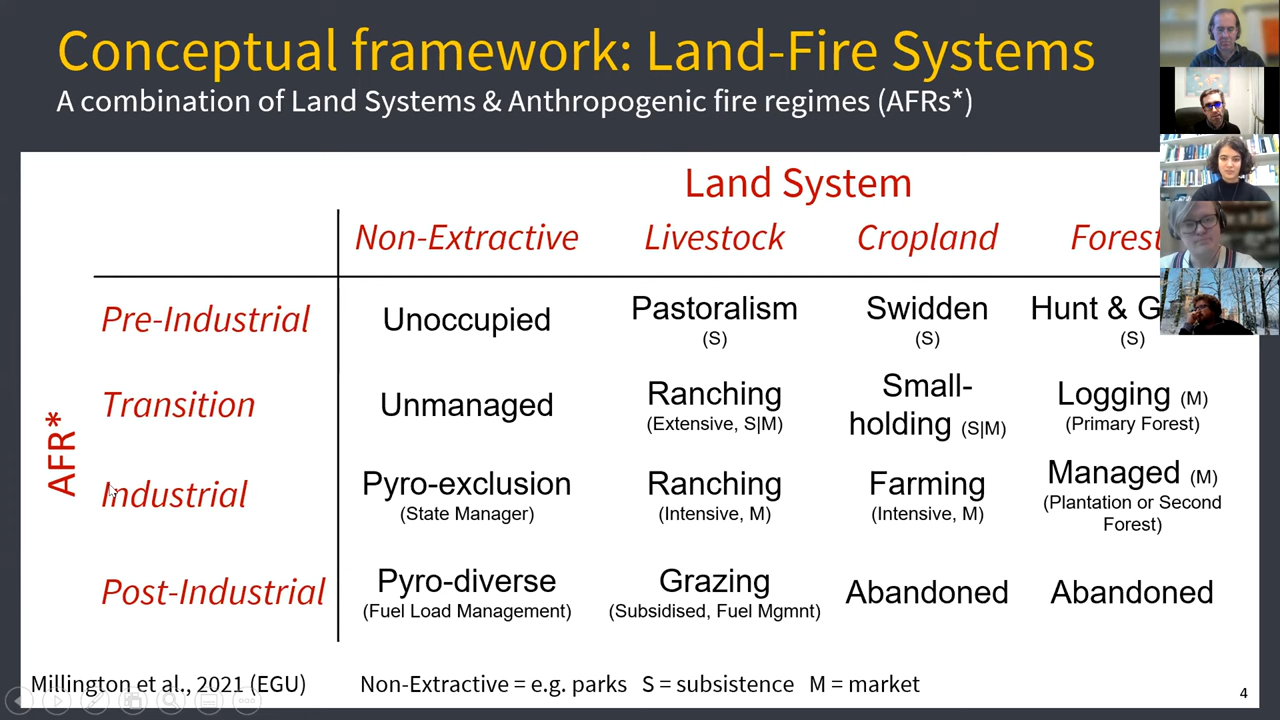 Conceptual framework: Land-Fire Systems
A combination of Land Systems & Anthropogenic fire regimes (AFRs*)
Land System
Non-Extractive Livestock Cropland
AFR*
Pre-Industrial Unoccupied Pastoralism Swidden Hunt &
(S) (S) (S)
Transition Unmanaged Ranching Small-
holding (S|M) Logging (M)
(Extensive, S|M) (Primary Forest)
Industrial Pyro-exclusion Ranching Farming Managed (M)
(State Manager) (Intensive, M) (Intensive, M) (Plantation or Second
Forest)
Post-Industrial Pyro-diverse Grazing Abandoned Abandoned
(Fuel Load Management) (Subsidised, Fuel Mgmnt)
Millington et al., 2021 (EGU) Non-Extractive = e.g. parks S = subsistence M = market
4